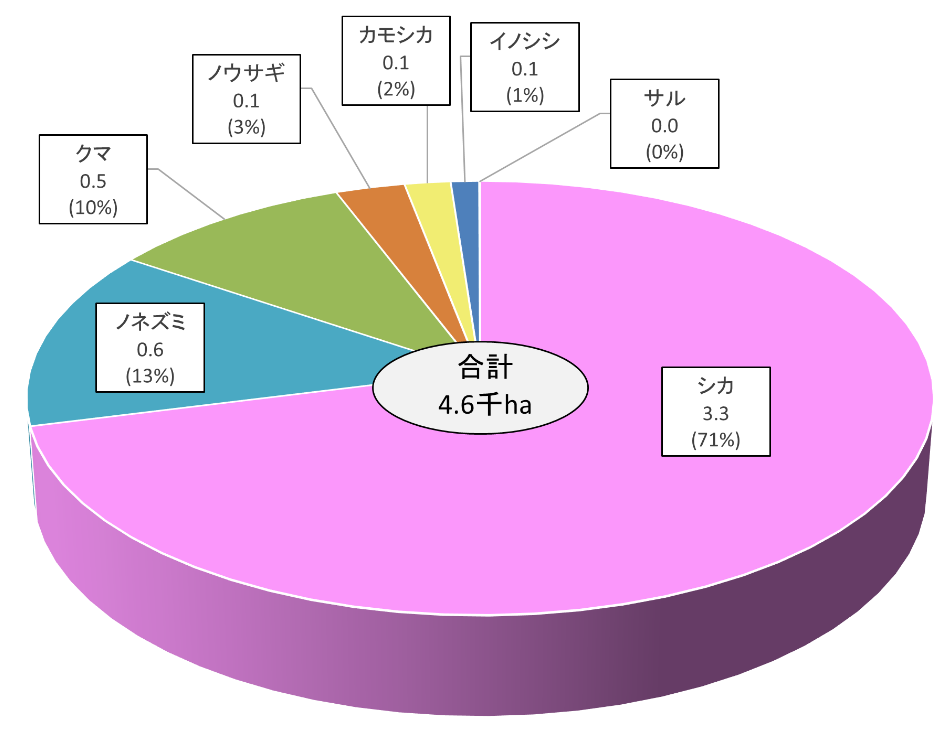 カモシカ
0.1
(2%)
イノシシ
0.1
(1%)
ノウサギ
0.1
(3%)
サル
0.0
(0%)
クマ
0.5
(10%)
ノネズミ
0.6
(13%)
合計
4.6千ha
シカ
3.3
(71%)